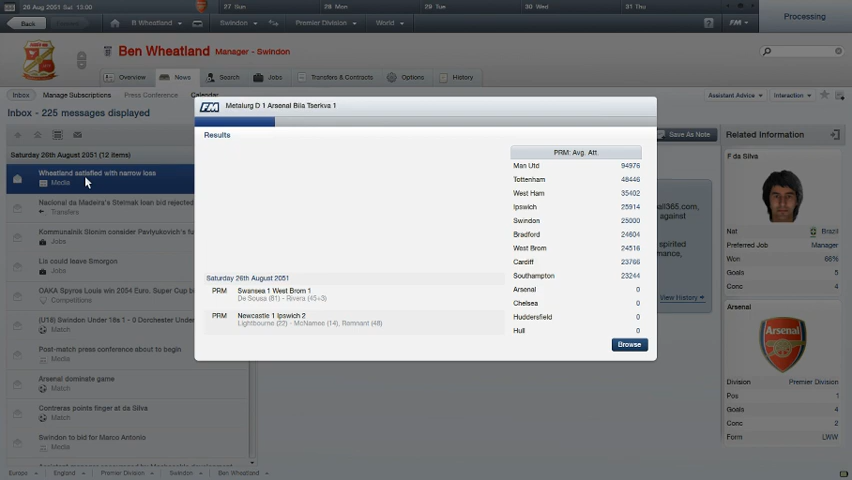 26 Aug 2051 Sat 13:00
27 Sun
28 Mon
29 Tue
30 Wed
31 Thu
Processing
Back
B Wheatland
Swindon
Premier Division
World
?
FM
Ben Wheatland Manager - Swindon
Overview
News
Search
Jobs
Transfers & Contracts
Options
History
Inbox
Manage Subscriptions
Press Conference
Calendar
Assistant Advice
Interaction
Inbox - 225 messages displayed
Save As Note
Related Information
Saturday 26th August 2051 (12 items)
Wheatland satisfied with narrow loss
Media
Nacional da Madeira's
loan bid rejected
Transfers
Kommunalnik Slonim consider Pavlyukovich's
Jobs
Lis could leave Smorgon
Jobs
OAKA Spyros Louis win 2054 Euro. Super Cup
Competitions
(U18) Swindon Under 18s 1 - 0 Dorchester Under
Match
Post-match press conference about to begin
Media
Arsenal dominate game
Match
Contreras points finger at da Silva
Media
Swindon to bid for Marco Antonio
Media
FM
Metalurg D 1 Arsenal Bila Tserkva 1
Results
PRM: Avg. Att.
Man Utd 94976
Tottenham 48446
West Ham 35402
Ipswich 25914
Swindon 25000
Bradford 24604
West Brom 24516
Cardiff 23766
Southampton 23244
Arsenal 0
Chelsea 0
Huddersfield 0
Hull 0
Saturday 26th August 2051
PRM Swansea 1 West Brom 1
De Sousa (81) - Rivera (45+3)
PRM Newcastle 1 Ipswich 2
Lightbourne (22) - McNamee (14), Remnant (48)
Browse
ball365.com,
against
spirited
View History
F da Silva
Nat Brazil
Preferred Job Manager
Won 66%
Goals 5
Conc 4
Arsenal
Arsenal
Division Premier Division
Pos 1
Goals 4
Conc 2
Form LWW
Europe
England
Premier Division
Swindon
Ben Wheatland